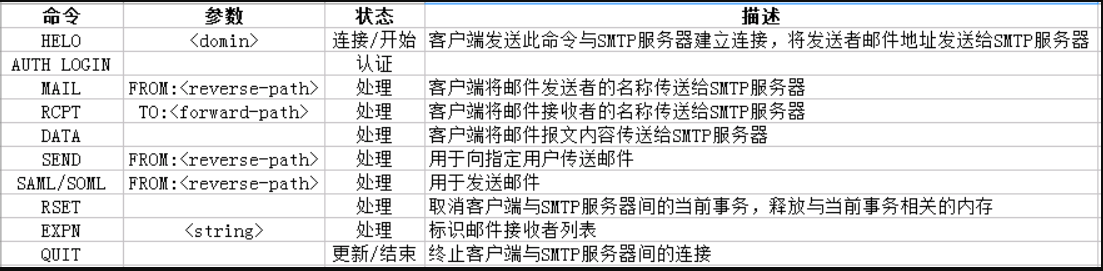 命令 参数 状态 描述
HELO <domin> 连接/开始 客户端发送此命令与SMTP服务器建立连接，将发送者邮件地址发送给SMTP服务器
AUTH LOGIN 认证
MAIL FROM:<reverse-path> 处理 客户端将邮件发送者的名称传送给SMTP服务器
RCPT TO:<forward-path> 处理 客户端将邮件接收者的名称传送给SMTP服务器
DATA 处理 客户端将邮件报文内容传送给SMTP服务器
SEND FROM:<reverse-path> 处理 用于向指定用户传送邮件
SAML/SOML FROM:<reverse-path> 处理 用于发送邮件
RSET 处理 取消客户端与SMTP服务器间的当前事务，释放与当前事务相关的内存
EXPN <string> 处理 标识邮件接收者列表
QUIT 更新/结束 终止客户端与SMTP服务器间的连接